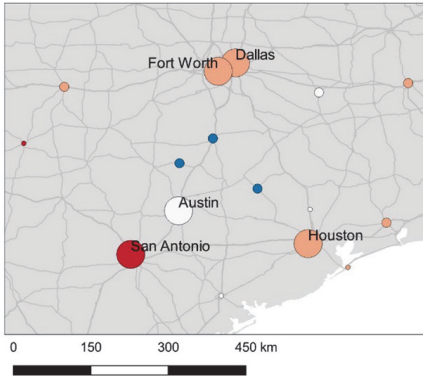 Dallas
Fort Worth
Austin
San Antonio
Houston
0 150 300 450 km